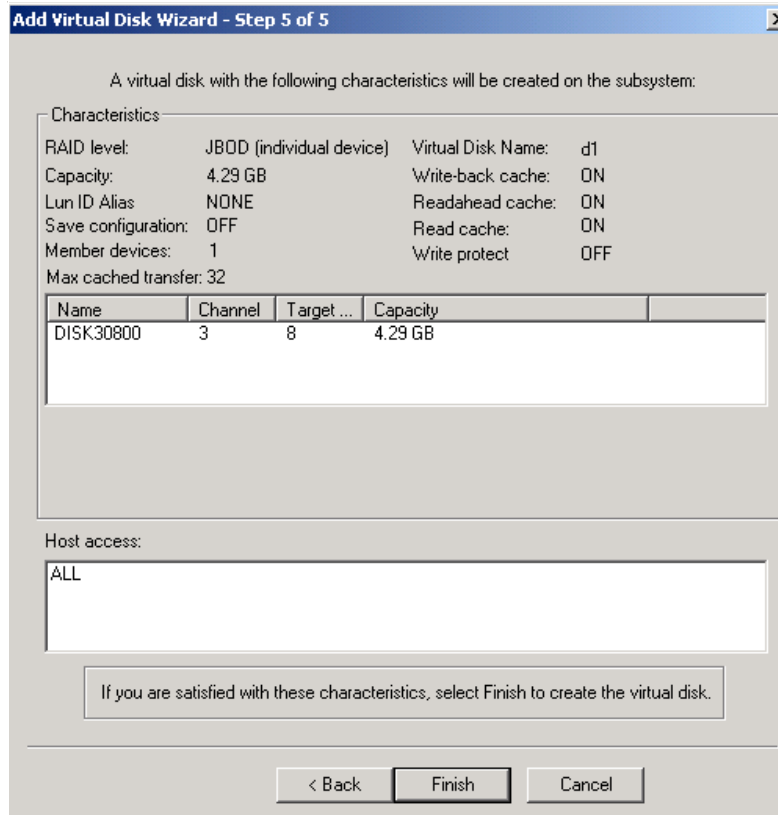 Add Virtual Disk Wizard - Step 5 of 5
A virtual disk with the following characteristics will be created on the subsystem:
Characteristics
RAID level: JBOD (individual device) Virtual Disk Name: d1
Capacity: 4.29 GB Write-back cache: ON
Lun ID Alias NONE Readahead cache: ON
Save configuration: OFF Read cache: ON
Member devices: 1 Write protect OFF
Max cached transfer: 32
Name Channel Target ... Capacity
DISK30800 3 8 4.29 GB
Host access:
ALL
If you are satisfied with these characteristics, select Finish to create the virtual disk.
< Back Finish Cancel